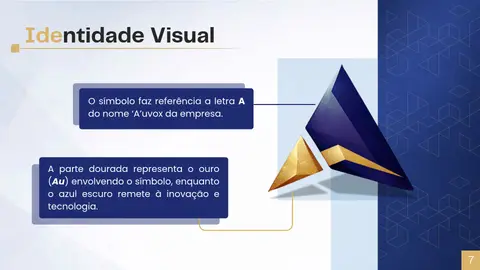 Identidade Visual
O símbolo faz referência a letra A
do nome ‘A’uvox da empresa.
A parte dourada representa o ouro
(Au) envolvendo o símbolo, enquanto
o azul escuro remete à inovação e
tecnologia.
7